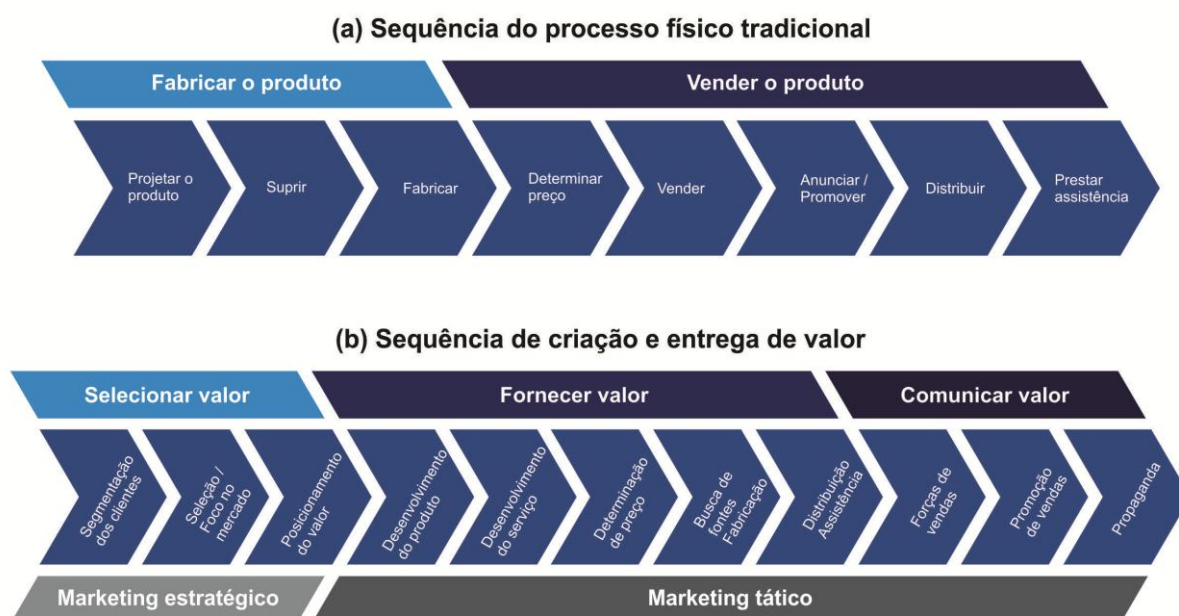 (a) Sequência do processo físico tradicional
Fabricar o produto
Vender o produto
Projetar o
produto
Suprir
Fabricar
Determinar
preço
Vender
Anunciar /
Promover
Distribuir
Prestar
assistência
(b) Sequência de criação e entrega de valor
Selecionar valor
Fornecer valor
Comunicar valor
Segmentação
dos clientes
Seleção /
Foco no
mercado
Posicionamento
do valor
Desenvolvimento
do produto
Desenvolvimento
do serviço
Determinação
de preço
Busca de
fontes
Fabricação
Distribuição
Assistência
Forças de
vendas
Promoção
de vendas
Propaganda
Marketing estratégico
Marketing tático